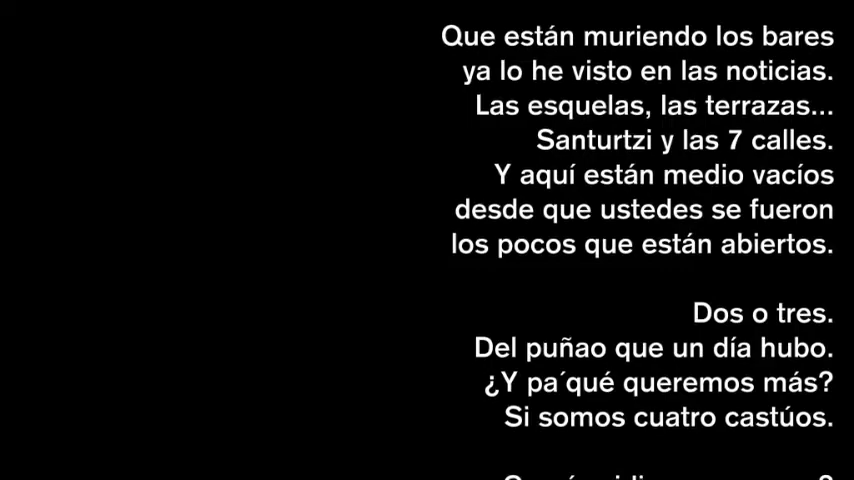 Que están muriendo los bares
ya lo he visto en las noticias.
Las esquelas, las terrazas...
Santurtzi y las 7 calles.
Y aquí están medio vacíos
desde que ustedes se fueron
los pocos que están abiertos.
Dos o tres.
Del puñao que un día hubo.
¿Y pa´qué queremos más?
Si somos cuatro castúos.